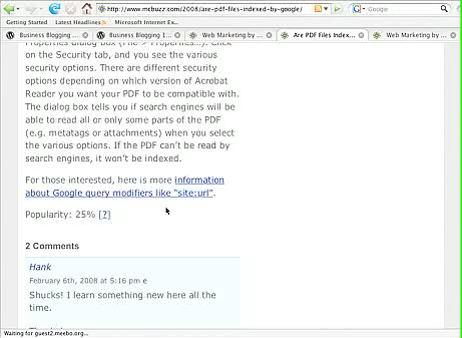 http://www.mcbuzz.com/2008/are-pdf-files-indexed-by-google/
Google
Getting Started Latest Headlines Microsoft Internet Ex...
Business Blogging ... Business Blogging I... Web Marketing by ... Are PDF Files Index... Web Marketing by ...
Properties dialog box (File > Properties...). Click
on the Security tab, and you see the various
security options. There are different security
options depending on which version of Acrobat
Reader you want your PDF to be compatible with.
The dialog box tells you if search engines will be
able to read all or only some parts of the PDF
(e.g. metatags or attachments) when you select
the various options. If the PDF can't be read by
search engines, it won't be indexed.
For those interested, here is more information
about Google query modifiers like "site:url".
Popularity: 25% [?]
2 Comments
Hank
February 6th, 2008 at 5:16 pm e
Shucks! I learn something new here all the
time.
Waiting for guest2.meebo.org...